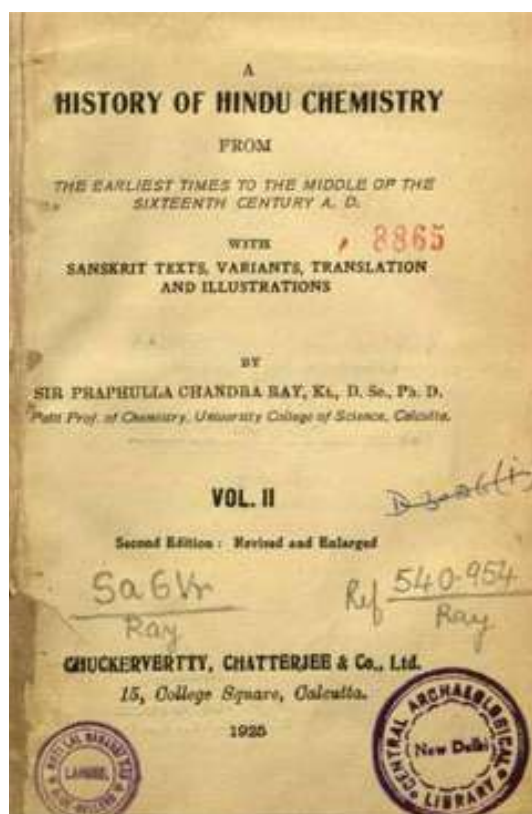 A
HISTORY OF HINDU CHEMISTRY
FROM
THE EARLIEST TIMES TO THE MIDDLE OF THE
SIXTEENTH CENTURY A. D.
WITH
8865
SANSKRIT TEXTS, VARIANTS, TRANSLATION
AND ILLUSTRATIONS
BY
SIR PRAPHULLA CHANDRA RAY, Kt., D. Sc., Ph. D.
Palit Prof. of Chemistry, University College of Science, Calcutta.
VOL. II
Second Edition : Revised and Enlarged
Sa6Vr
Ray
Ref 540.954
Ray
CHUCKERVERTTY, CHATTERJEE & Co., Ltd.
15, College Square, Calcutta.
1925
LAHORE.
CENTRAL ARCHAEOLOGICAL
LIBRARY
New Delhi